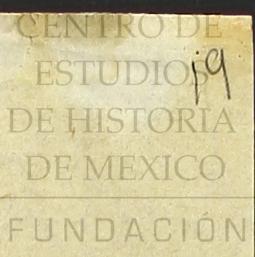 CENTRO DE
ESTUDIOS
19
DE HISTORIA
DE MEXICO
FUNDACIÓN